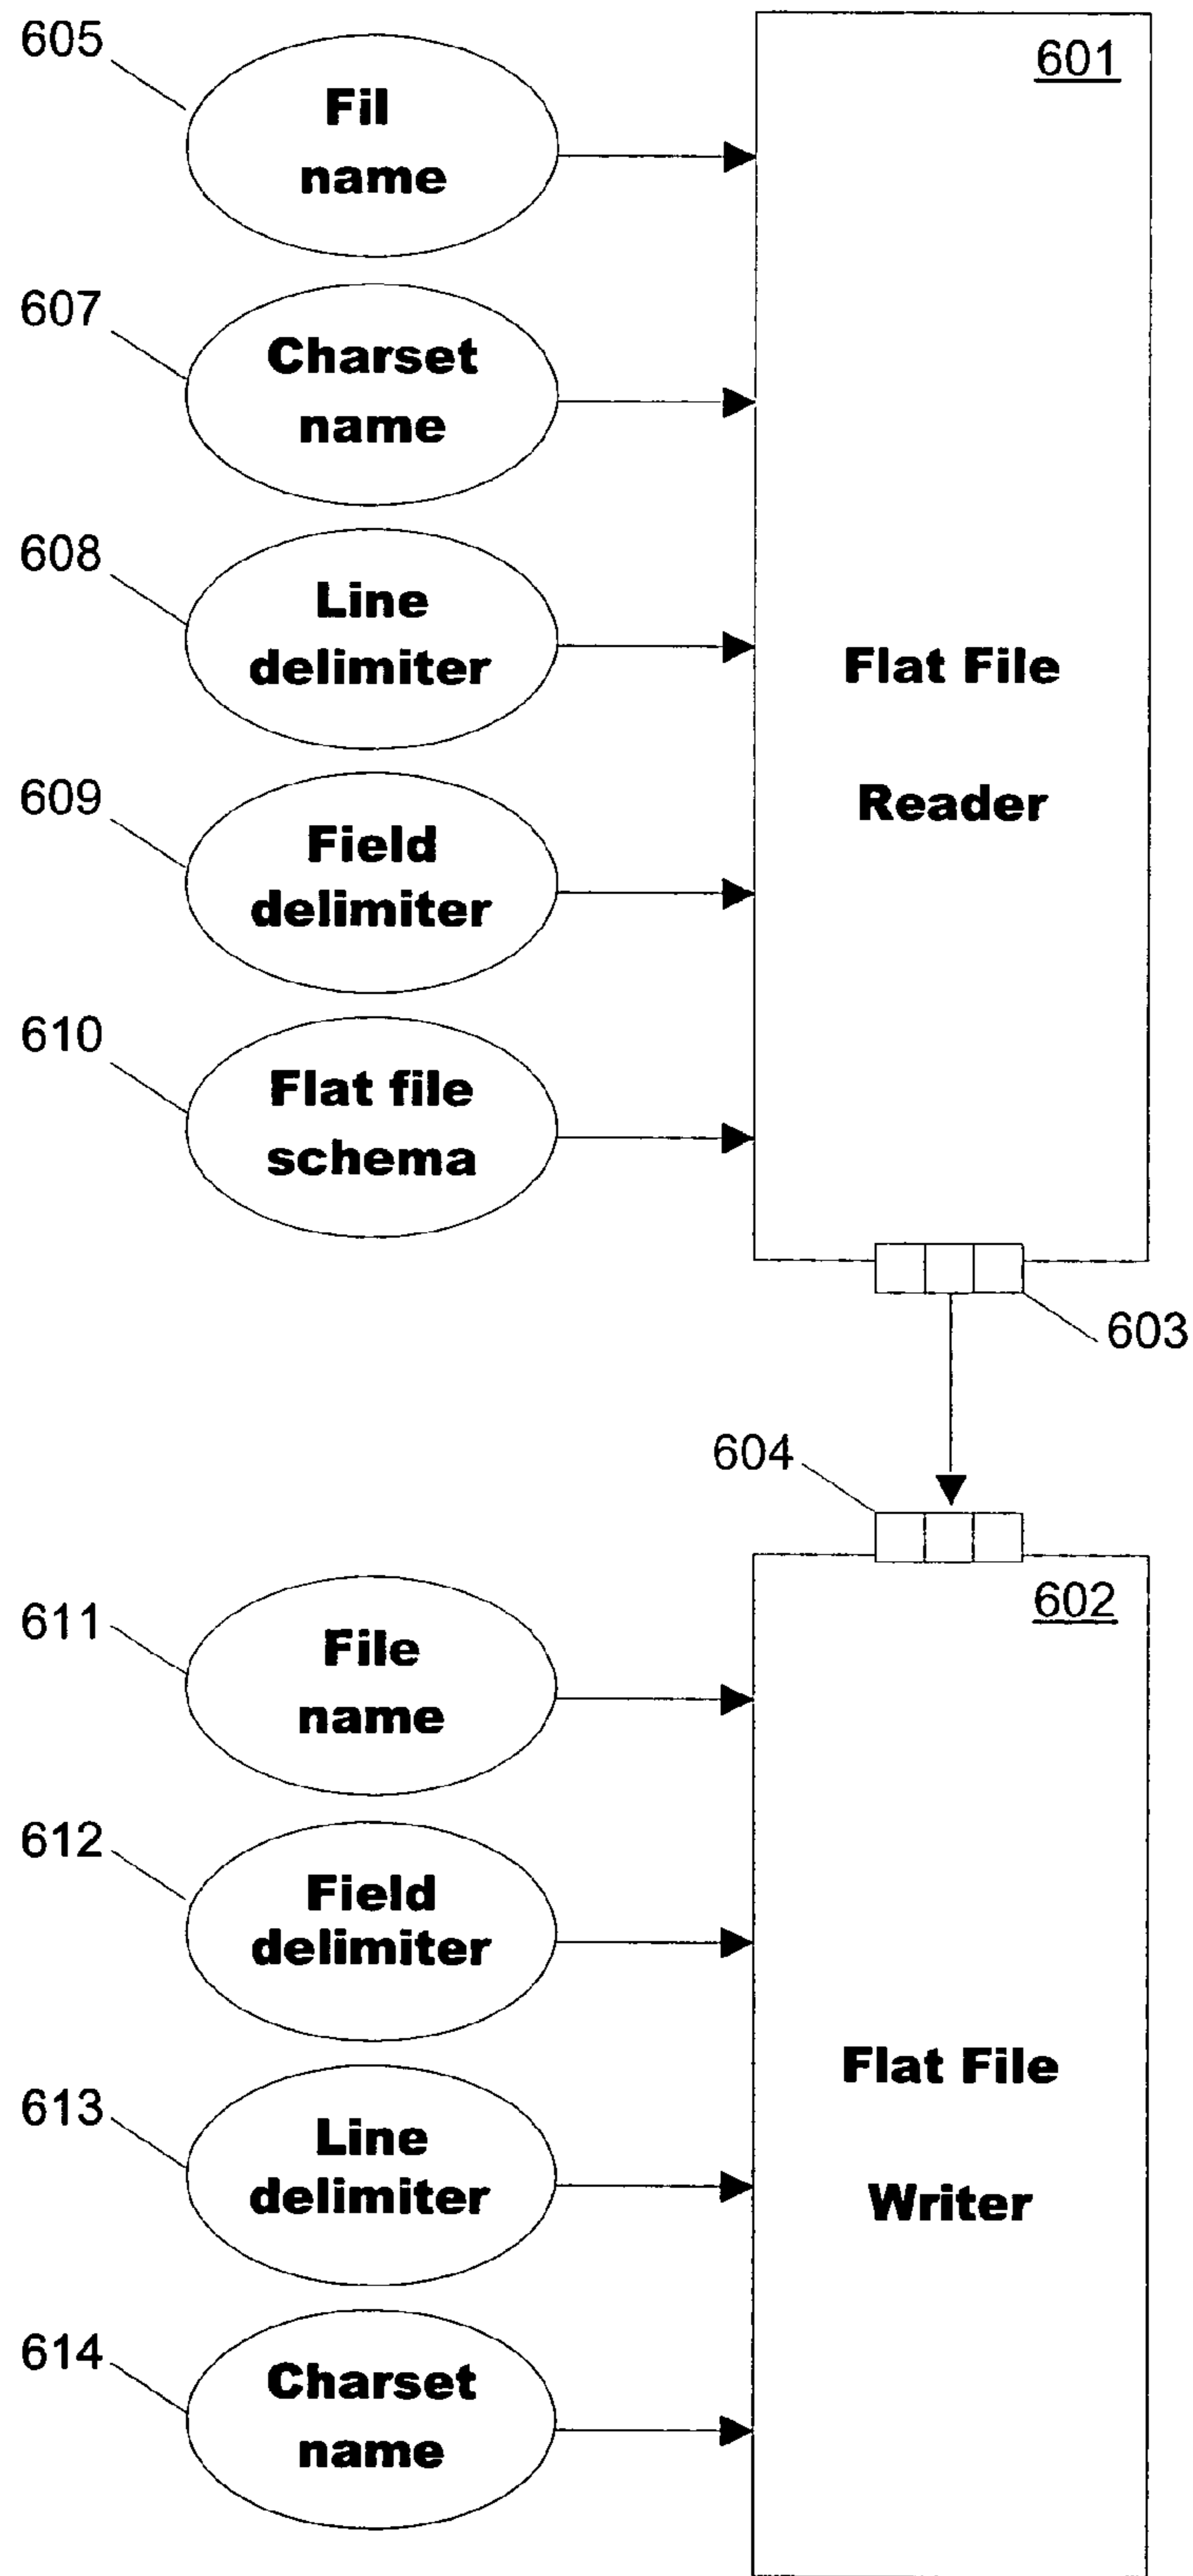 605
Fil
name
601
607
Charset
name
608
Line
delimiter
Flat File
Reader
609
Field
delimiter
610
Flat file
schema
603
604
602
611
File
name
612
Field
delimiter
Flat File
Writer
613
Line
delimiter
614
Charset
name